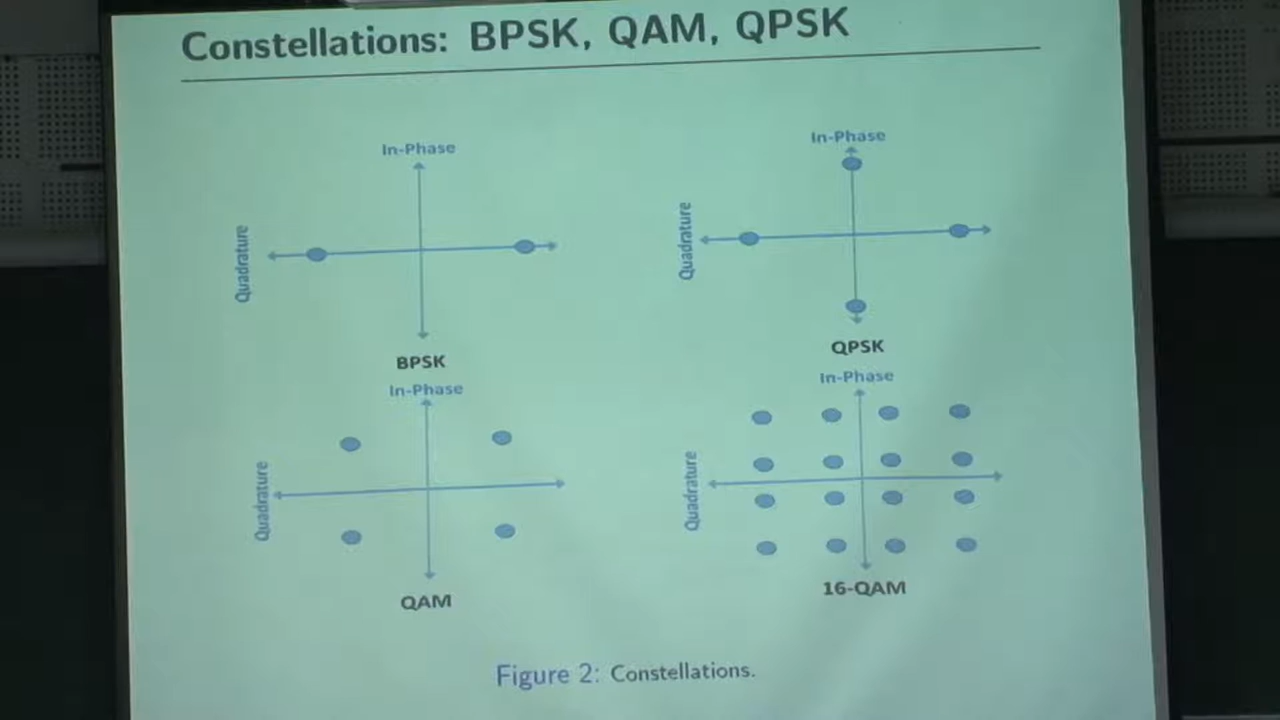 Constellations: BPSK, QAM, QPSK
In-Phase
Quadrature
BPSK
In-Phase
Quadrature
QPSK
In-Phase
Quadrature
QAM
In-Phase
Quadrature
16-QAM
Figure 2: Constellations.